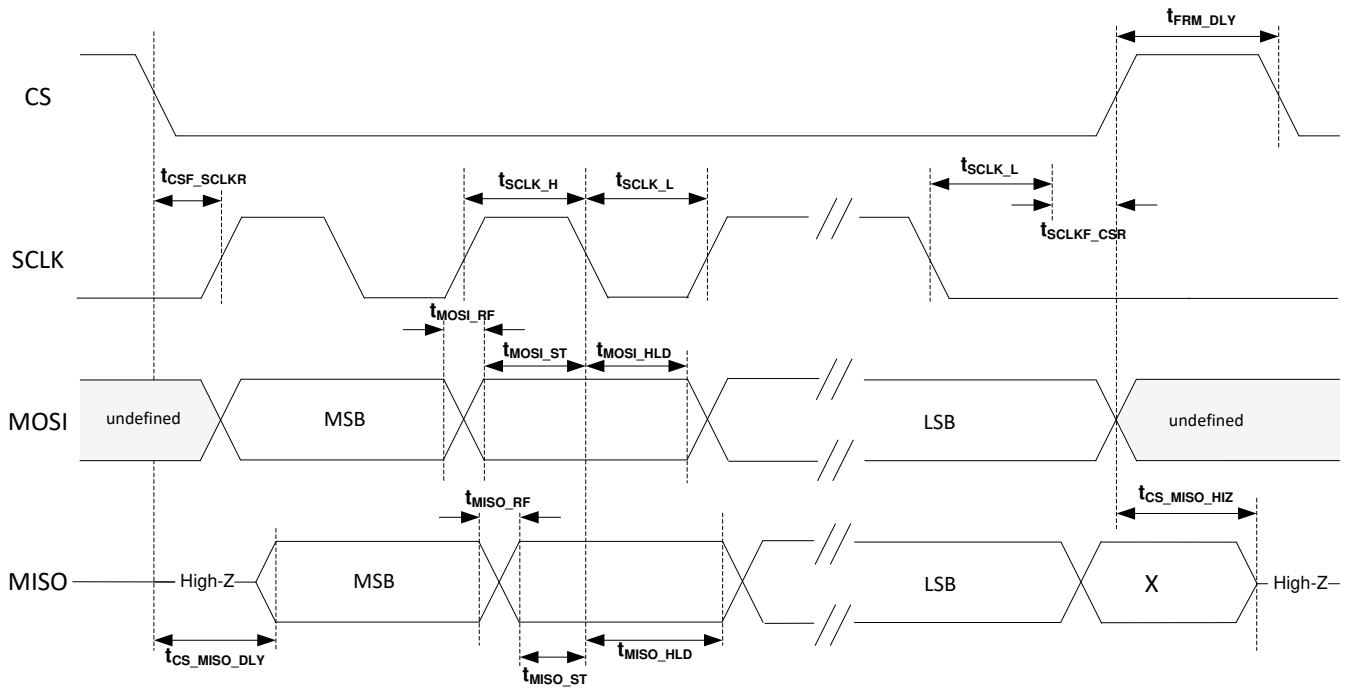 tFRM_DLY
CS
tCSF_SCLKR
tSCLK_H
tSCLK_L
tSCLK_L
tSCLKF_CSR
SCLK
tMOSI_RF
tMOSI_ST
tMOSI_HLD
MOSI
undefined
MSB
LSB
undefined
tMISO_RF
tCS_MISO_HIZ
MISO
High-Z
MSB
LSB
X
High-Z
tCS_MISO_DLY
tMISO_ST
tMISO_HLD